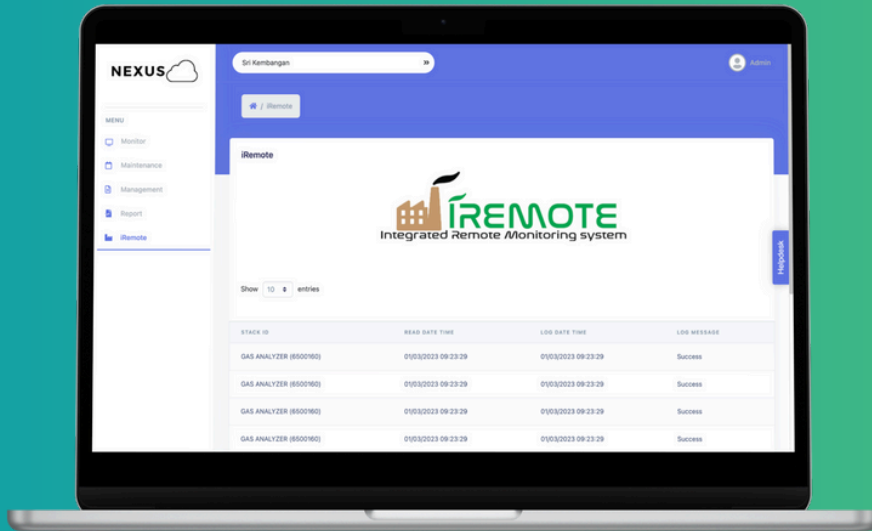 NEXUS
Sri Kembangan »
Admin
/ iRemote
MENU
Monitor
Maintenance
Management
Report
iRemote
iRemote
iREMOTE
Integrated Remote Monitoring system
Helpdesk
Show 10 entries
STACK ID READ DATE TIME LOG DATE TIME LOG MESSAGE
GAS ANALYZER (6500160) 01/03/2023 09:23:29 01/03/2023 09:23:29 Success
GAS ANALYZER (6500160) 01/03/2023 09:23:29 01/03/2023 09:23:29 Success
GAS ANALYZER (6500160) 01/03/2023 09:23:29 01/03/2023 09:23:29 Success
GAS ANALYZER (6500160) 01/03/2023 09:23:29 01/03/2023 09:23:29 Success